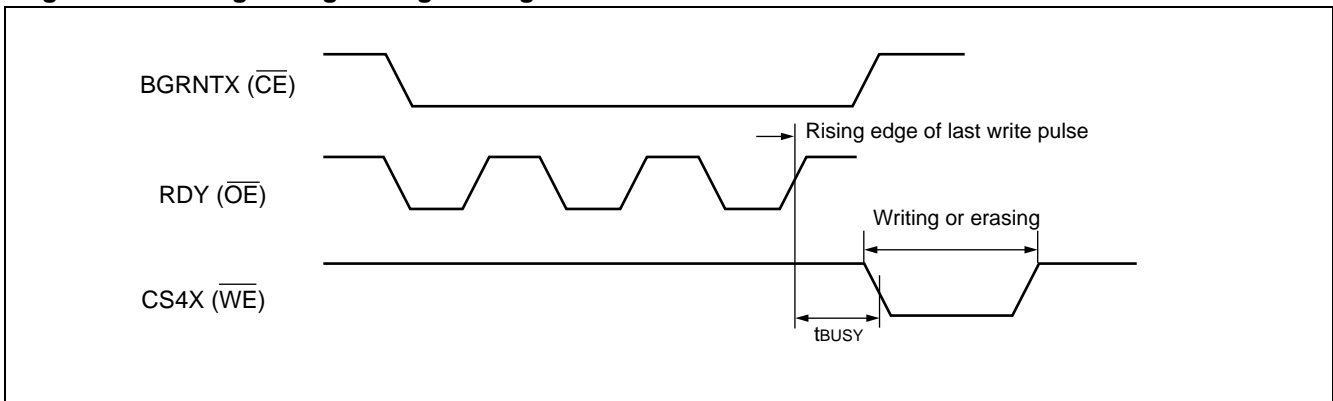 BGRNTX (CE)
Rising edge of last write pulse
RDY (OE)
Writing or erasing
CS4X (WE)
tBUSY